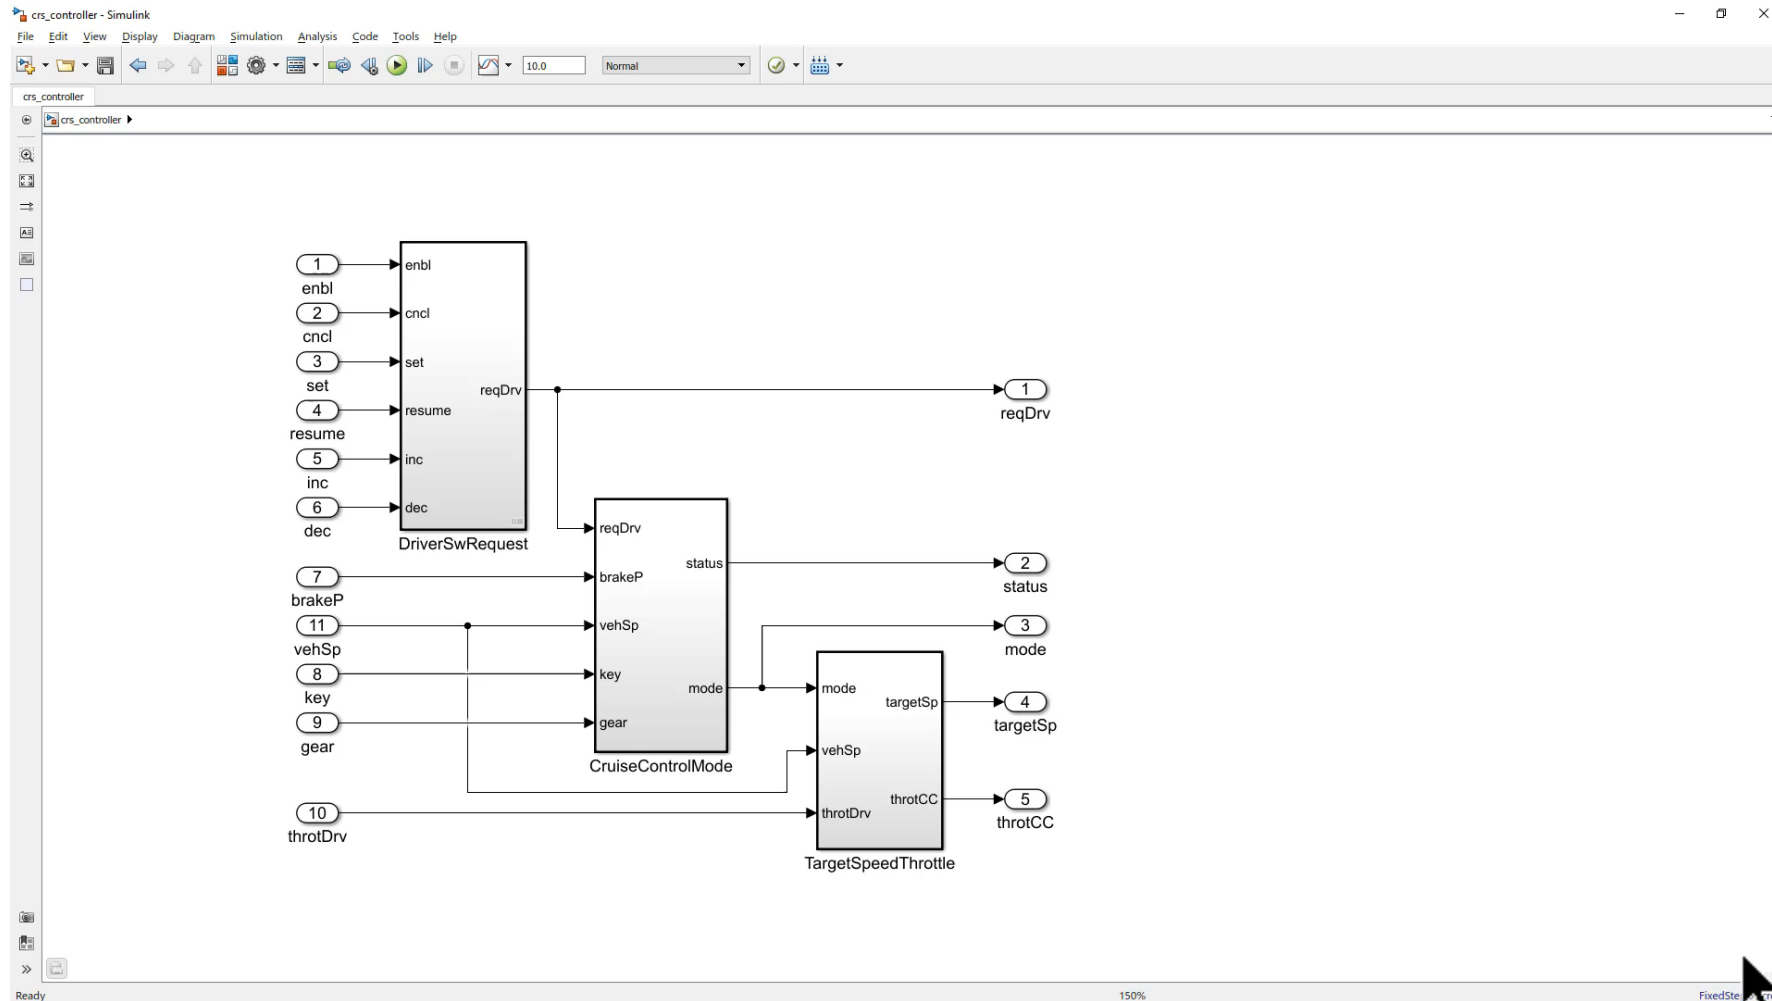 crs_controller - Simulink
File Edit View Display Diagram Simulation Analysis Code Tools Help
10.0 Normal
crs_controller
crs_controller
1 enbl
enbl
2 cncl
cncl
3 set
set
reqDrv 1
reqDrv
4 resume
resume
5 inc
inc
6 dec
dec
DriverSwRequest
reqDrv
status 2
status
7 brakeP
brakeP
11 vehSp 3
vehSp mode
8 key
key
mode mode
targetSp 4
targetSp
9 gear
gear
vehSp
CruiseControlMode
throtCC 5
throtCC
10 throtDrv
throtDrv
TargetSpeedThrottle
Ready 150% FixedSte